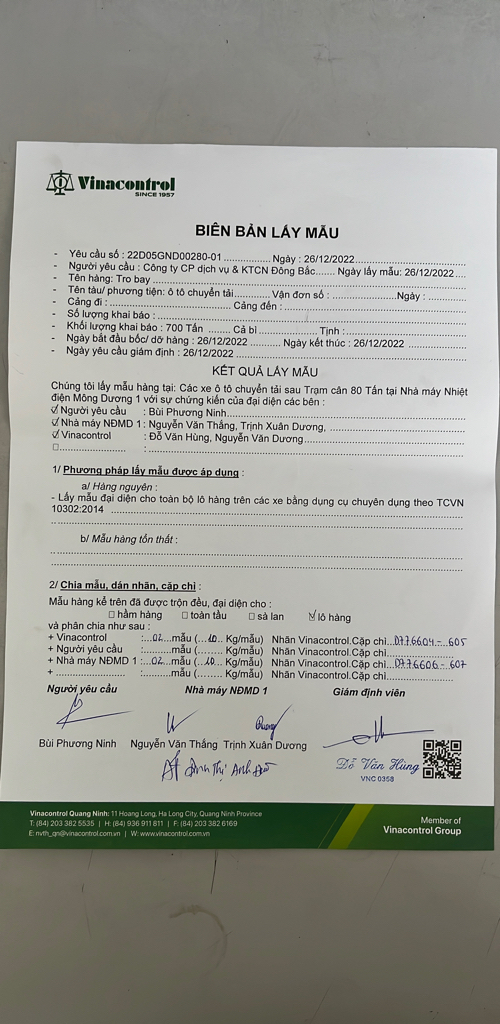 Vinacontrol
SINCE 1957
BIÊN BẢN LẤY MẪU
- Yêu cầu số : 22D05GND00280-01 ................ Ngày : 26/12/2022
- Người yêu cầu : Công ty CP dịch vụ & KTCN Đông Bắc...... Ngày lấy mẫu: 26/12/2022....
- Tên hàng: Tro bay
- Tên tàu/ phương tiện: ô tô chuyển tải............. Vận đơn số : ......................Ngày : .............
- Cảng đi : ........................................ Cảng đến : ........................................
- Số lượng khai báo : ........................................
- Khối lượng khai báo : 700 Tấn ........ Cả bì ........................ Tịnh : ........................
- Ngày bắt đầu bốc/ dỡ hàng : 26/12/2022 ............ Ngày kết thúc : 26/12/2022 ............
- Ngày yêu cầu giám định : 26/12/2022 ........................................
KẾT QUẢ LẤY MẪU
Chúng tôi lấy mẫu hàng tại: Các xe ô tô chuyển tải sau Trạm cân 80 Tấn tại Nhà máy Nhiệt
điện Mông Dương 1 với sự chứng kiến của đại diện các bên :
☑ Người yêu cầu : Bùi Phương Ninh........................................
☑ Nhà máy NĐMD 1 : Nguyễn Văn Thắng, Trịnh Xuân Dương, ........................................
☑ Vinacontrol : Đỗ Văn Hùng, Nguyễn Văn Dương........................................
☐........................ : ........................................
1/ Phương pháp lấy mẫu được áp dụng :
a/ Hàng nguyên :
- Lấy mẫu đại diện cho toàn bộ lô hàng trên các xe bằng dụng cụ chuyên dụng theo TCVN
10302:2014 ........................................
b/ Mẫu hàng tổn thất :
2/ Chia mẫu, dán nhãn, cặp chì :
Mẫu hàng kể trên đã được trộn đều, đại diện cho :
☐ hầm hàng ☐ toàn tầu ☐ sà lan ☑ lô hàng
và phân chia như sau :
+ Vinacontrol :...02...mẫu (...10... Kg/mẫu) Nhãn Vinacontrol.Cặp chì...D976604 - 605
+ Người yêu cầu :.........mẫu (....... Kg/mẫu) Nhãn Vinacontrol.Cặp chì........................
+ Nhà máy NĐMD 1 :...02...mẫu (...10... Kg/mẫu) Nhãn Vinacontrol.Cặp chì...D976606 - 607
+ ........................ :.........mẫu (....... Kg/mẫu) Nhãn Vinacontrol.Cặp chì........................
Người yêu cầu Nhà máy NĐMD 1 Giám định viên
Bùi Phương Ninh Nguyễn Văn Thắng Trịnh Xuân Dương
Đỗ Văn Hùng
VNC 0358
Vinacontrol Quang Ninh: 11 Hoang Long, Ha Long City, Quang Ninh Province
T: (84) 203 382 5535 | H: (84) 936 911 811 | F: (84) 203 382 6169
E: nvth_qn@vinacontrol.com.vn | W: www.vinacontrol.com.vn
Member of
Vinacontrol Group